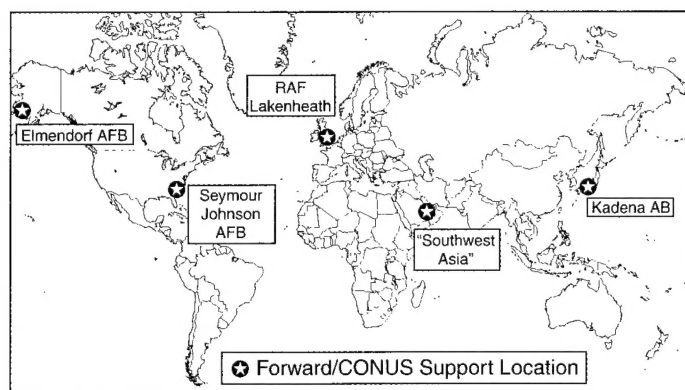 RAF
Lakenheath
Elmendorf AFB
Seymour
Johnson
AFB
Kadena AB
"Southwest
Asia"
Forward/CONUS Support Location